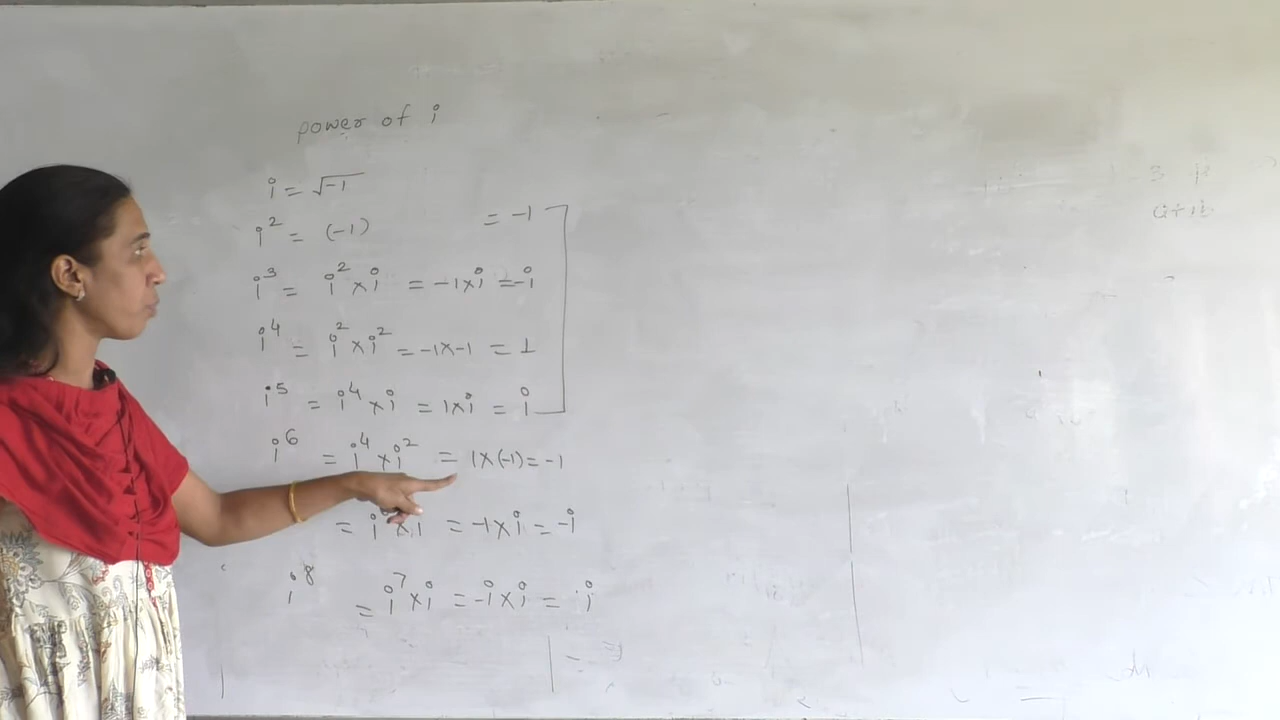 power of i
i = √-1
i² = (-1) = -1
i³ = i² × i = -1×i = -i
i⁴ = i² × i² = -1×-1 = 1
i⁵ = i⁴ × i = 1×i = i
i⁶ = i⁴ × i² = 1×(-1) = -1
= i⁶ × i = -1×i = -i
i⁸ = i⁷ × i = -i×i = i